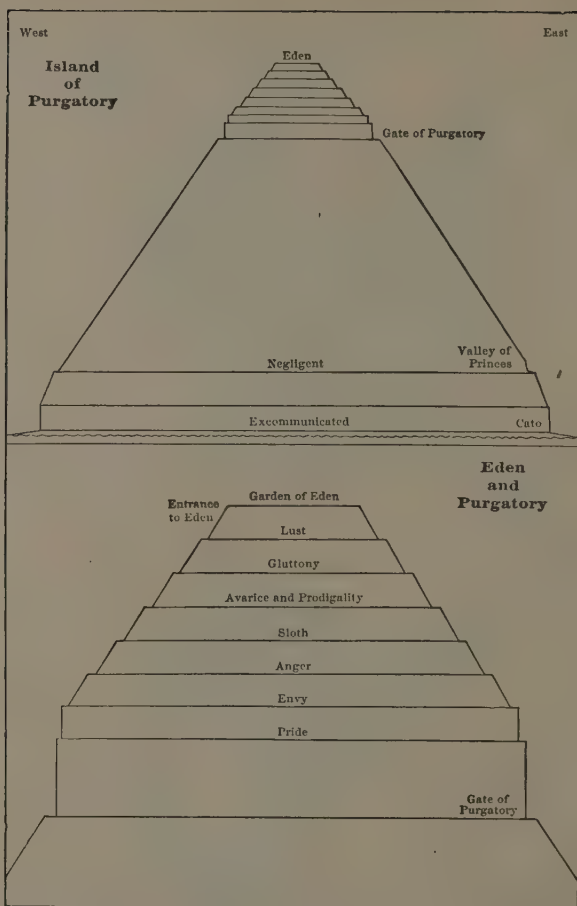 West
East
Island
of
Purgatory
Eden
Gate of Purgatory
Valley of
Princes
Negligent
Excommunicated
Cato
Eden
and
Purgatory
Garden of Eden
Entrance
to Eden
Lust
Gluttony
Avarice and Prodigality
Sloth
Anger
Envy
Pride
Gate of
Purgatory